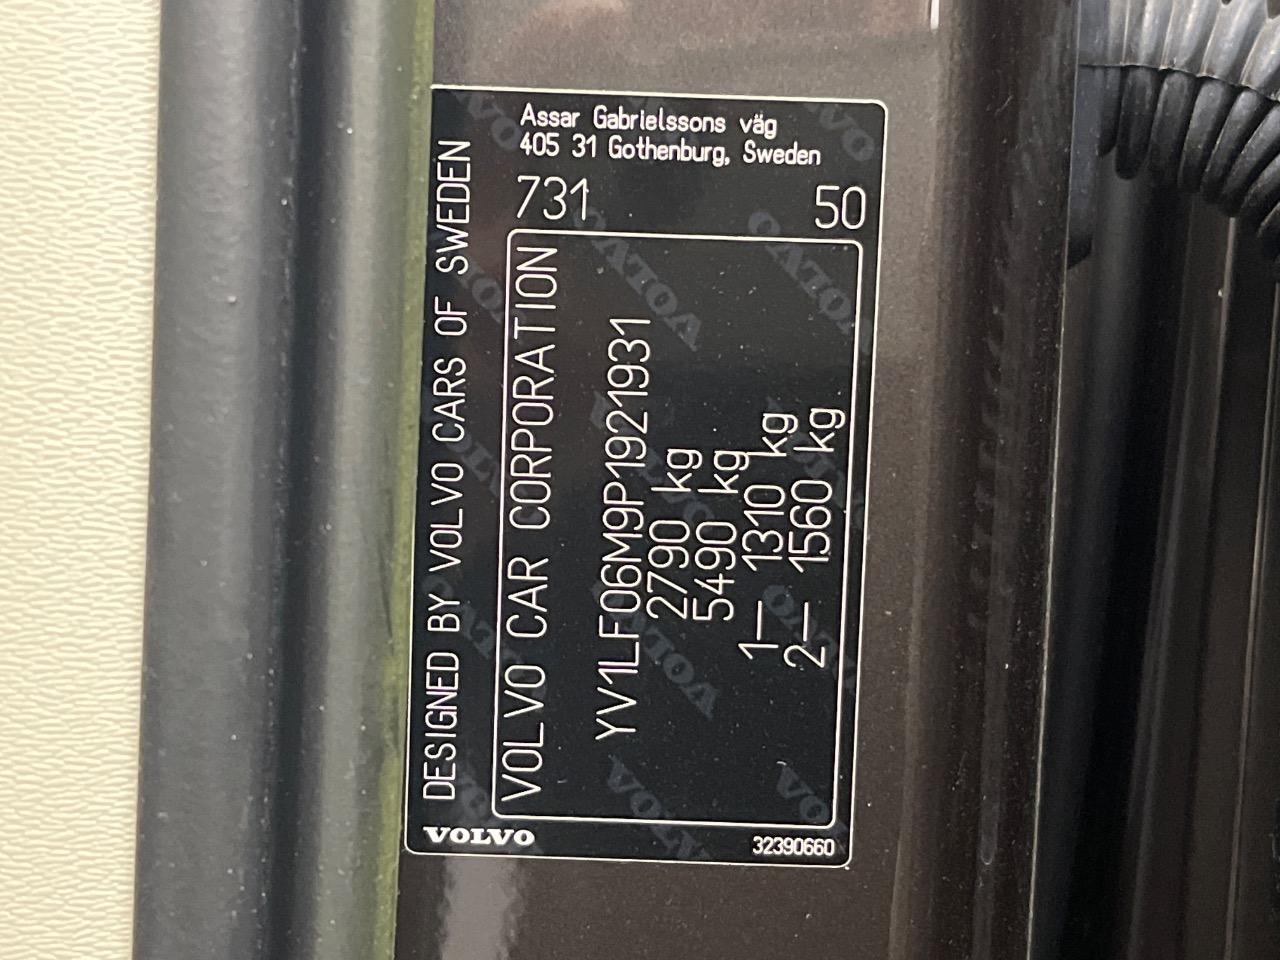 Assar Gabrielssons väg
405 31 Gothenburg, Sweden
731
50
DESIGNED BY VOLVO CARS OF SWEDEN
VOLVO CAR CORPORATION
YV1LF06M9P1921931
2790 kg
5490 kg
1— 1310 kg
2— 1560 kg
VOLVO
32390660